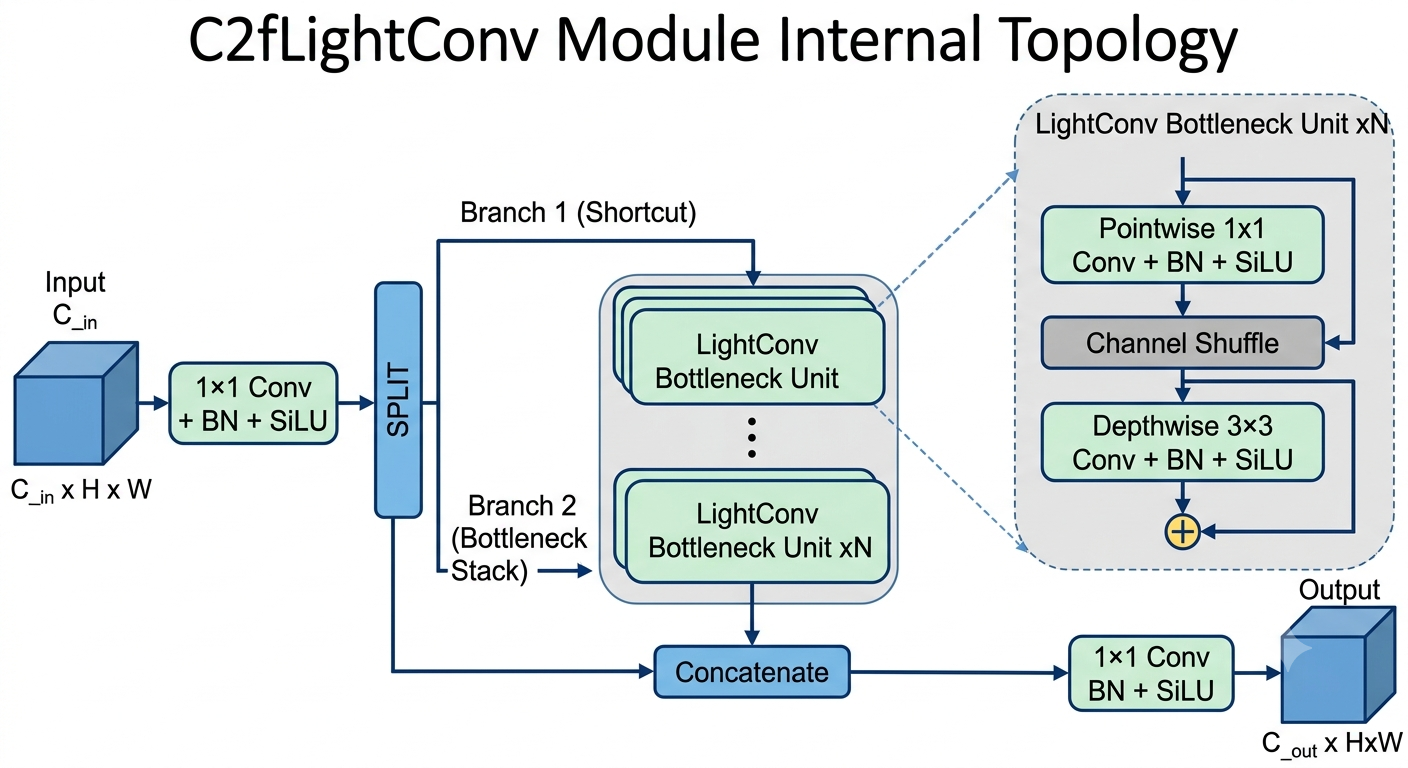 C2fLightConv Module Internal Topology
LightConv Bottleneck Unit xN
Branch 1 (Shortcut)
Pointwise 1x1
Conv + BN + SiLU
Input
C_in
1×1 Conv
+ BN + SiLU
SPLIT
LightConv
Bottleneck Unit
Channel Shuffle
Depthwise 3×3
Conv + BN + SiLU
C_in x H x W
Branch 2
(Bottleneck
Stack)
LightConv
Bottleneck Unit xN
+
Output
Concatenate
1×1 Conv
BN + SiLU
C_out x HxW